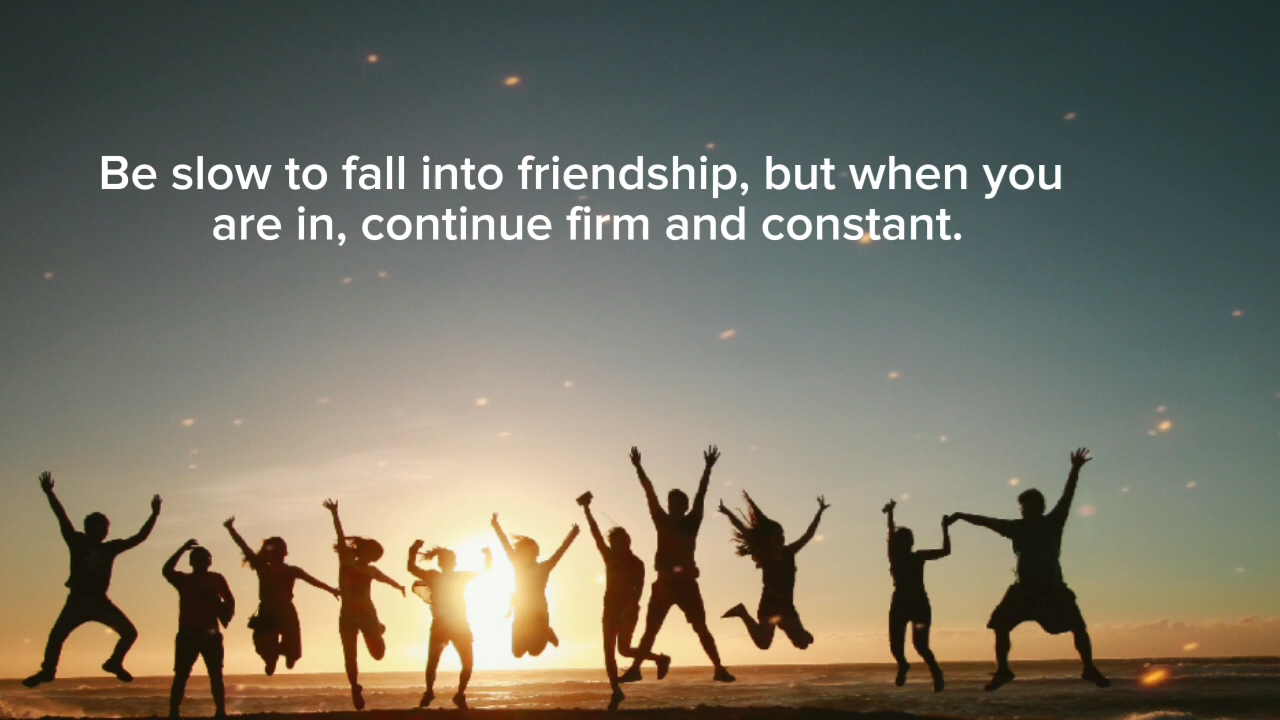 Be slow to fall into friendship, but when you
are in, continue firm and constant.